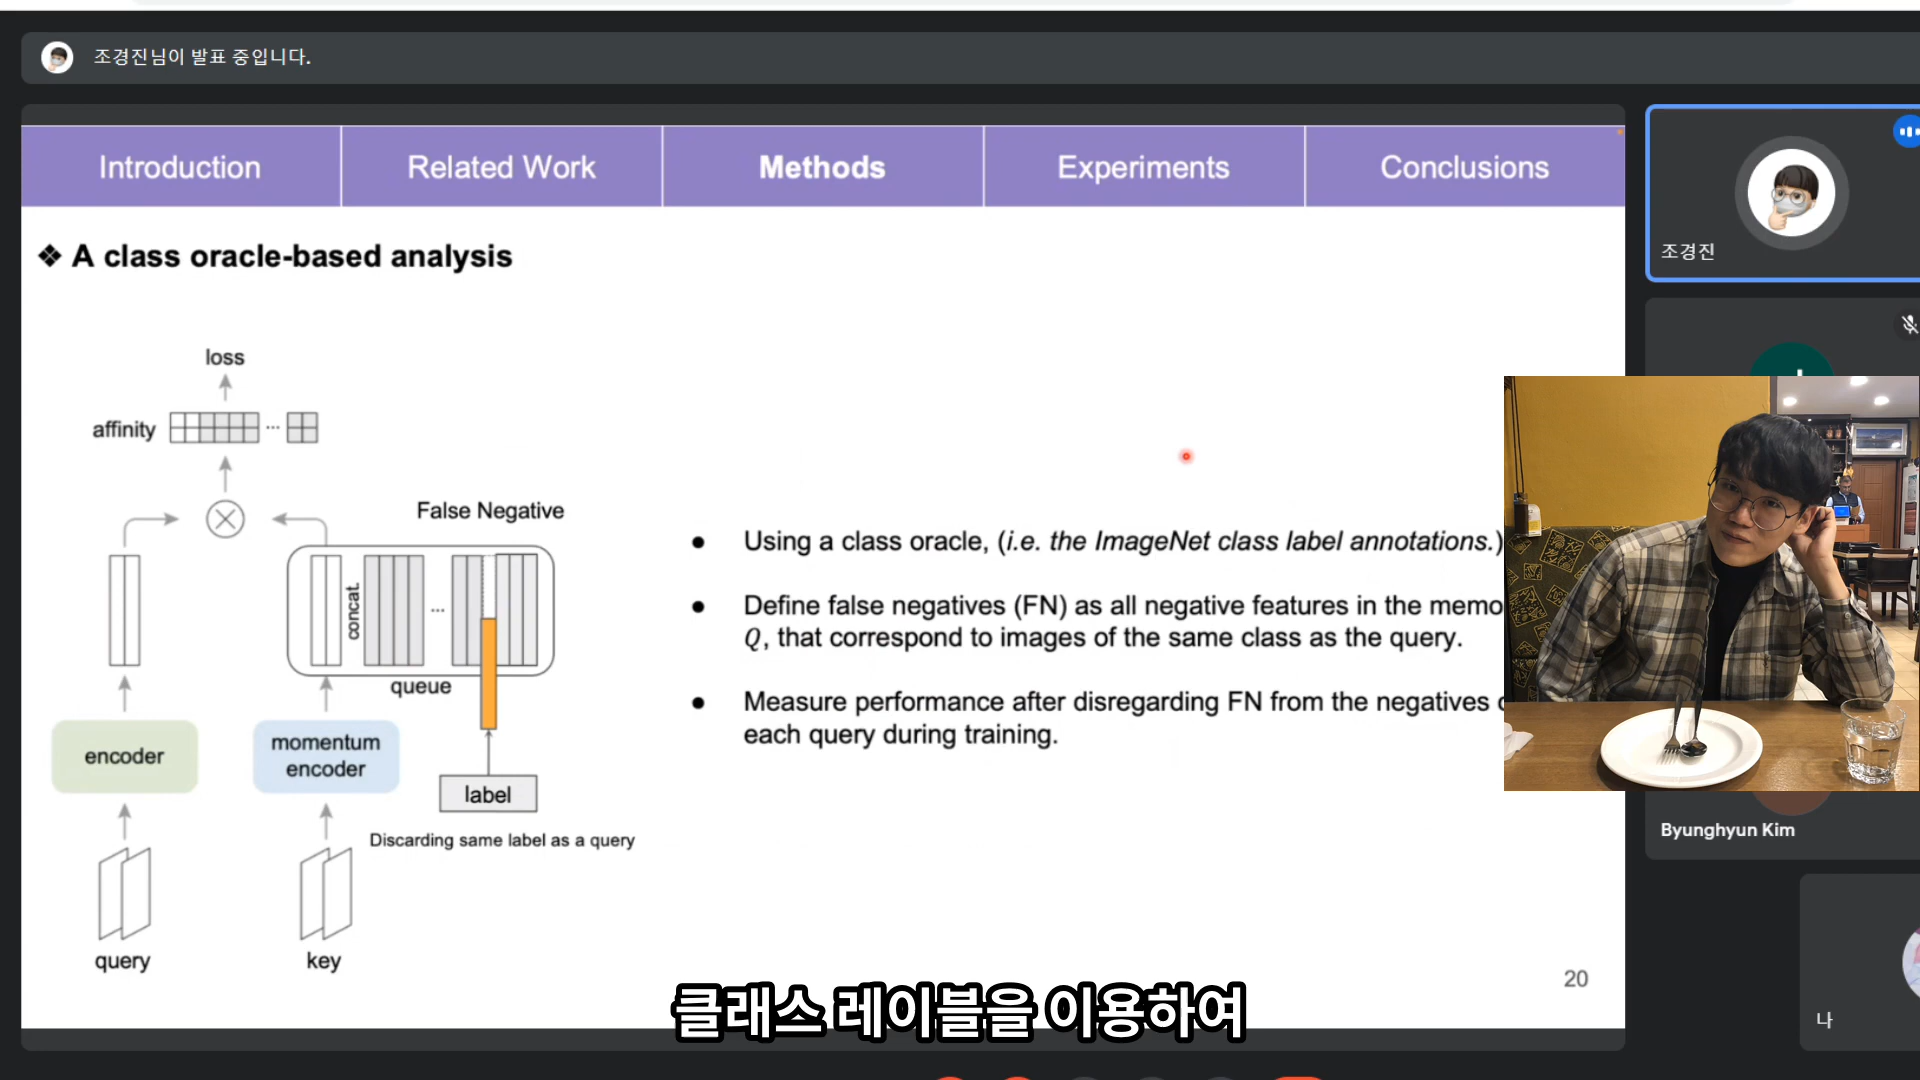 조경진님이 발표 중입니다.
Introduction
Related Work
Methods
Experiments
Conclusions
조경진
❖ A class oracle-based analysis
loss
affinity
...
False Negative
concat.
...
queue
encoder
momentum
encoder
label
Discarding same label as a query
query
key
● Using a class oracle, (i.e. the ImageNet class label annotations.)
● Define false negatives (FN) as all negative features in the
Q, that correspond to images of the same class as the query.
● Measure performance after disregarding FN from the negatives
each query during training.
Byunghyun Kim
20
클래스 레이블을 이용하여
나